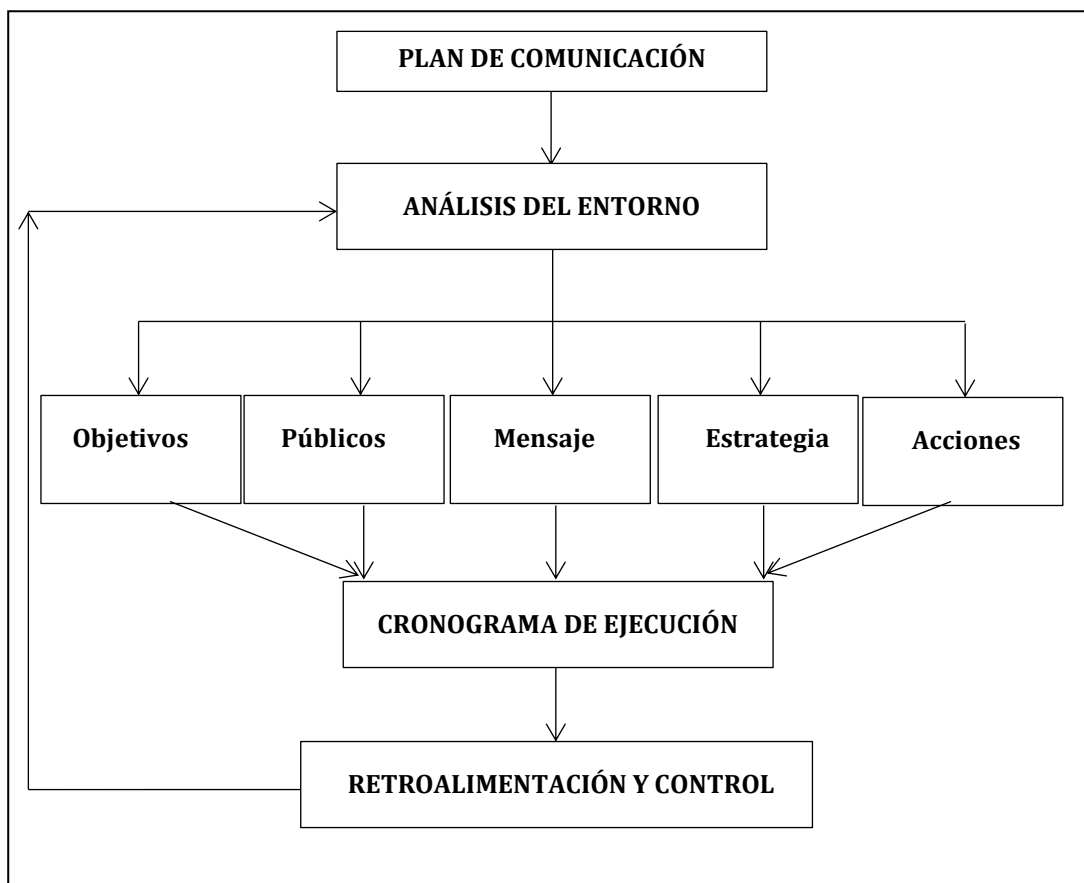 PLAN DE COMUNICACIÓN
ANÁLISIS DEL ENTORNO
Objetivos
Públicos
Mensaje
Estrategia
Acciones
CRONOGRAMA DE EJECUCIÓN
RETROALIMENTACIÓN Y CONTROL